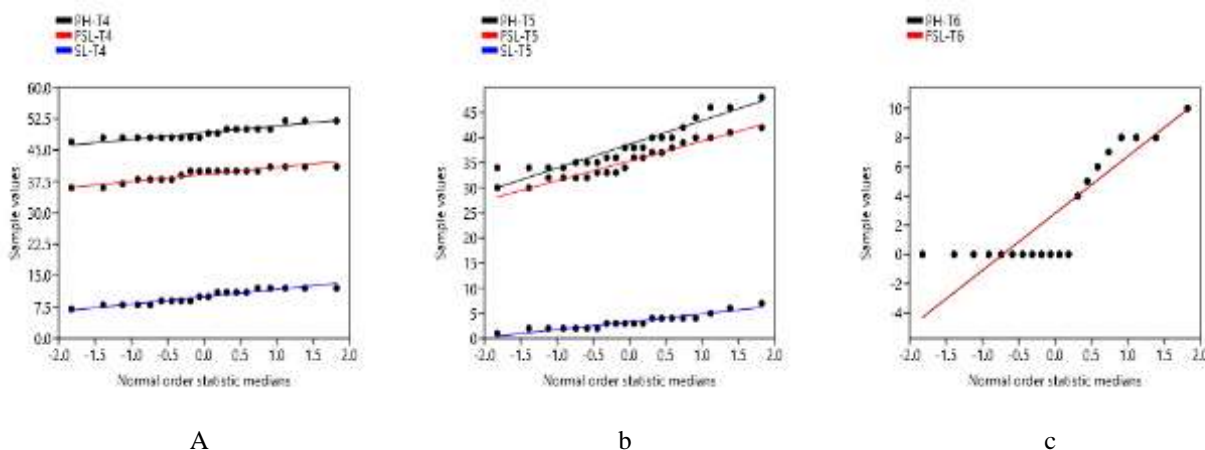 PH-T4
FSL-T4
SL-T4
60.0
52.5
45.0
37.5
30.0
22.5
15.0
7.5
0.0
Sample values
-2.0 -1.5 -1.0 -0.5 0.0 0.5 1.0 1.5 2.0
Normal order statistic medians
A
PH-T5
FSL-T5
SL-T5
45
40
35
30
25
20
15
10
5
0
Sample values
-2.0 -1.5 -1.0 -0.5 0.0 0.5 1.0 1.5 2.0
Normal order statistic medians
b
PH-T6
FSL-T6
10
8
6
4
2
0
-2
-4
Sample values
-2.0 -1.5 -1.0 -0.5 0.0 0.5 1.0 1.5 2.0
Normal order statistic medians
c